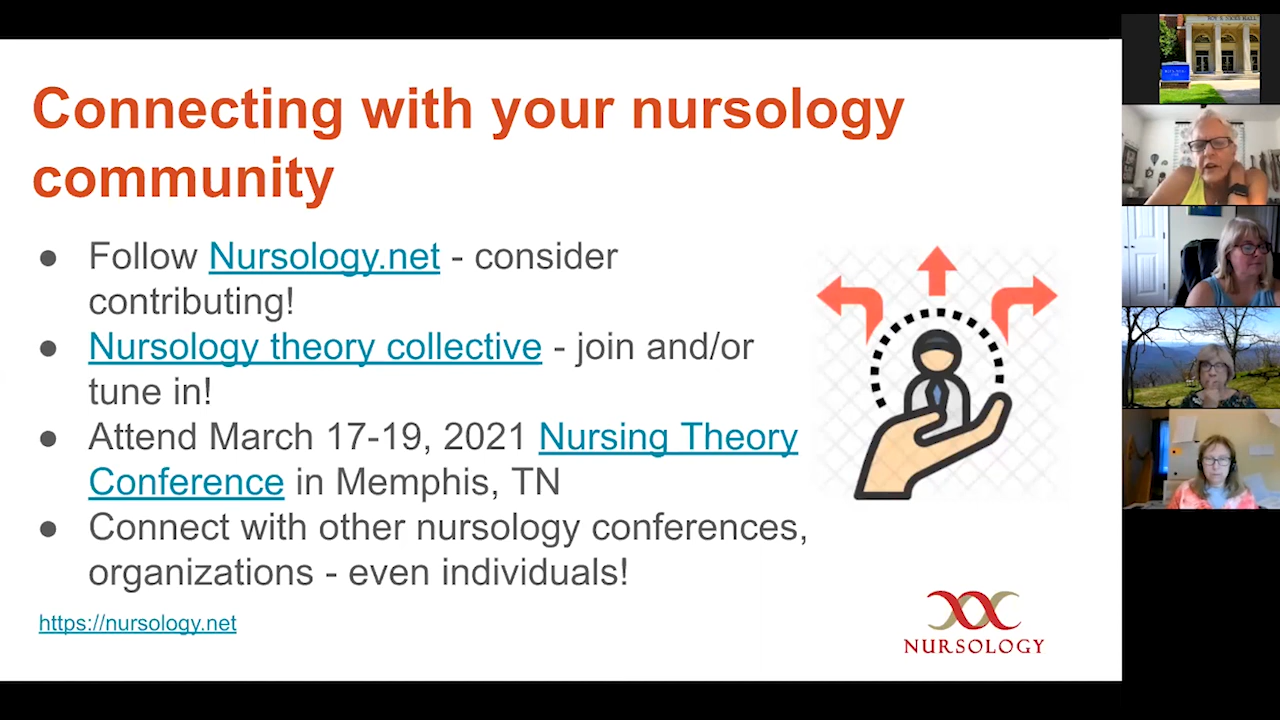 Connecting with your nursology
community
● Follow Nursology.net - consider
contributing!
● Nursology theory collective - join and/or
tune in!
● Attend March 17-19, 2021 Nursing Theory
Conference in Memphis, TN
● Connect with other nursology conferences,
organizations - even individuals!
https://nursology.net
NURSOLOGY